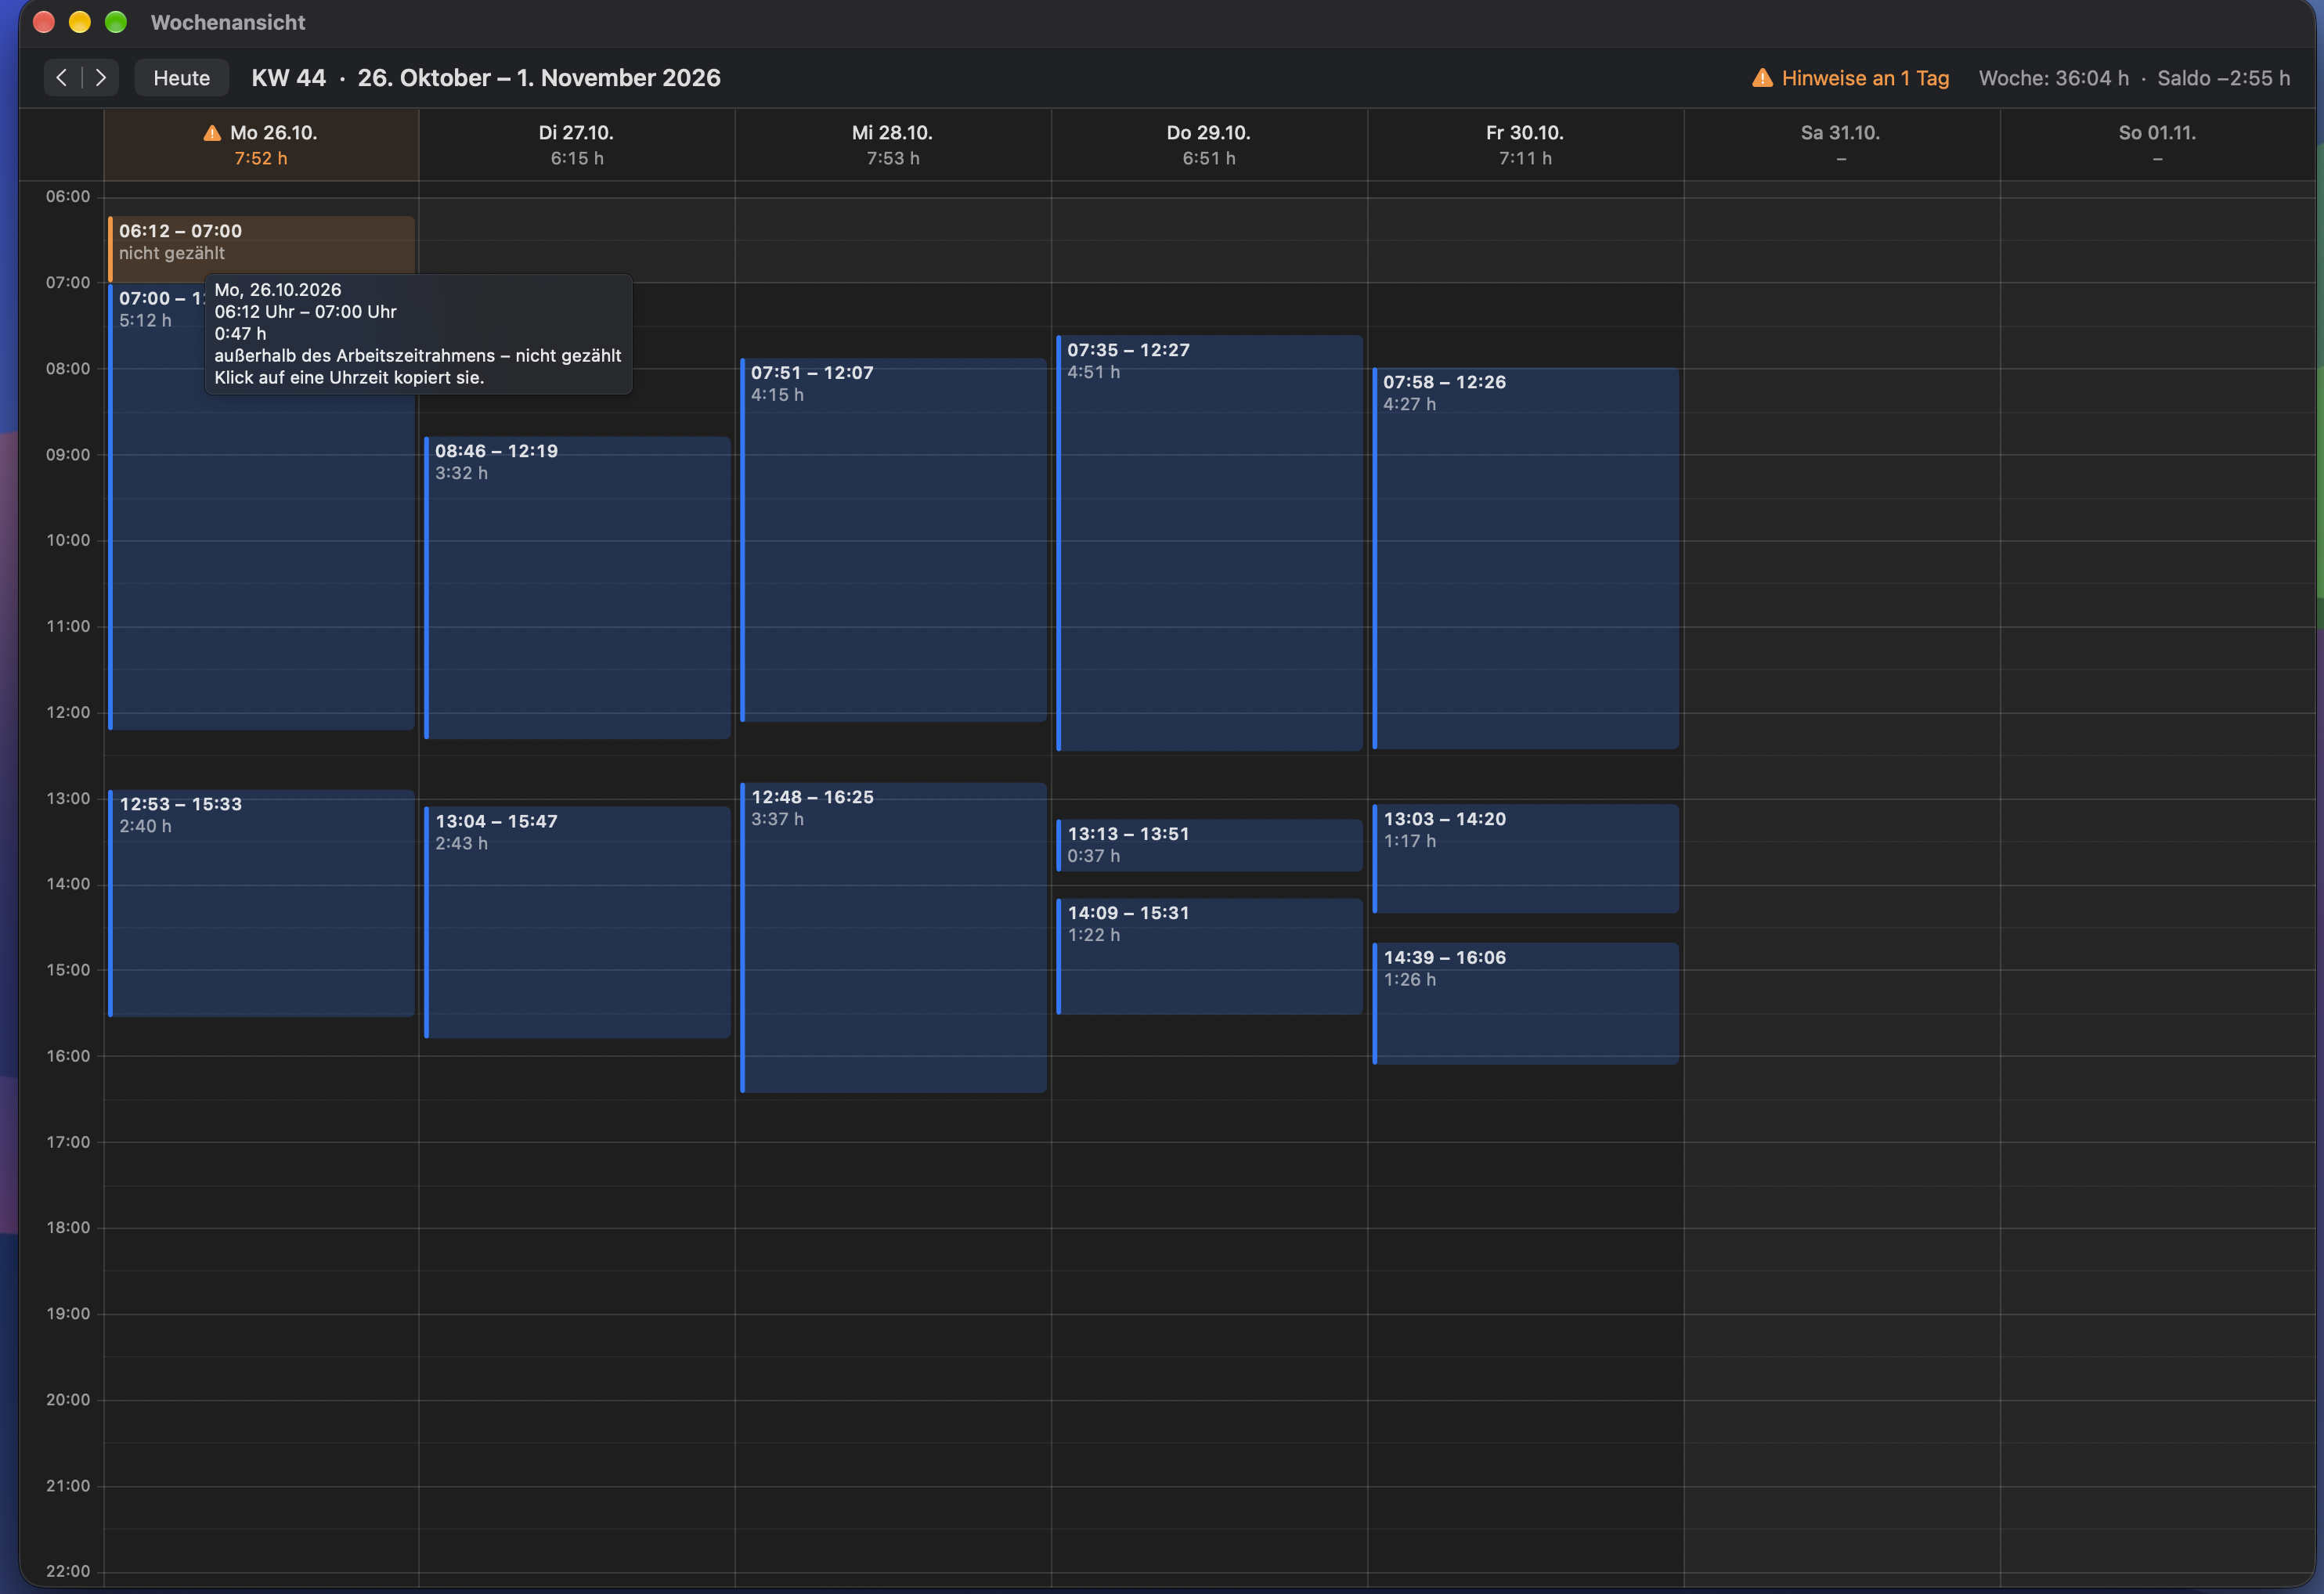 Wochenansicht
Heute
KW 44 · 26. Oktober – 1. November 2026
Hinweise an 1 Tag
Woche: 36:04 h · Saldo −2:55 h
Mo 26.10.
7:52 h
Di 27.10.
6:15 h
Mi 28.10.
7:53 h
Do 29.10.
6:51 h
Fr 30.10.
7:11 h
Sa 31.10.
–
So 01.11.
–
06:00
07:00
08:00
09:00
10:00
11:00
12:00
13:00
14:00
15:00
16:00
17:00
18:00
19:00
20:00
21:00
22:00
06:12 – 07:00
nicht gezählt
07:00 – 1
5:12 h
Mo, 26.10.2026
06:12 Uhr – 07:00 Uhr
0:47 h
außerhalb des Arbeitszeitrahmens – nicht gezählt
Klick auf eine Uhrzeit kopiert sie.
12:53 – 15:33
2:40 h
08:46 – 12:19
3:32 h
13:04 – 15:47
2:43 h
07:51 – 12:07
4:15 h
12:48 – 16:25
3:37 h
07:35 – 12:27
4:51 h
13:13 – 13:51
0:37 h
14:09 – 15:31
1:22 h
07:58 – 12:26
4:27 h
13:03 – 14:20
1:17 h
14:39 – 16:06
1:26 h